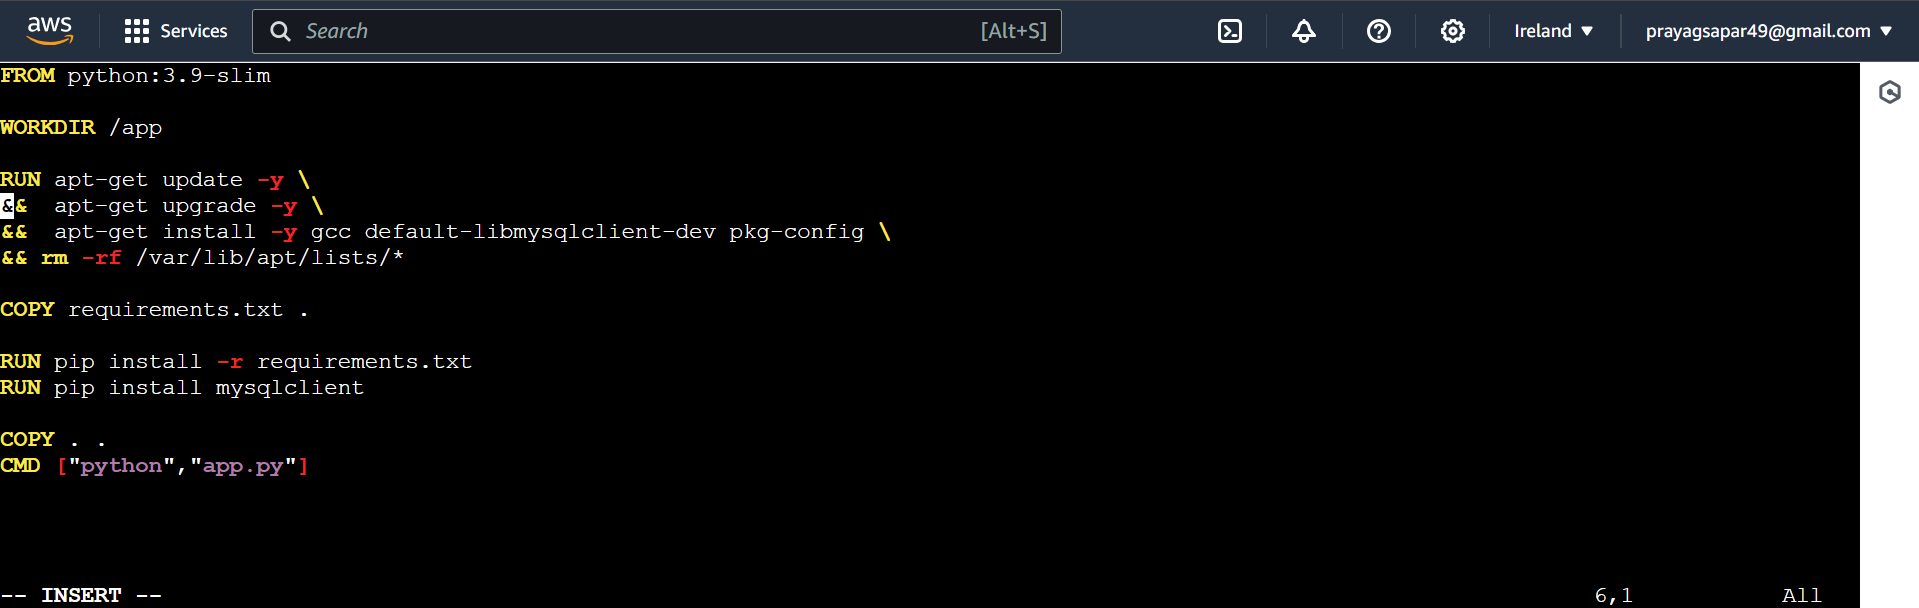 aws Services Search [Alt+S] Ireland ▼ prayagsapar49@gmail.com ▼
FROM python:3.9-slim
WORKDIR /app
RUN apt-get update -y \
&&  apt-get upgrade -y \
&&  apt-get install -y gcc default-libmysqlclient-dev pkg-config \
&& rm -rf /var/lib/apt/lists/*
COPY requirements.txt .
RUN pip install -r requirements.txt
RUN pip install mysqlclient
COPY . .
CMD ["python","app.py"]
-- INSERT -- 6,1 All